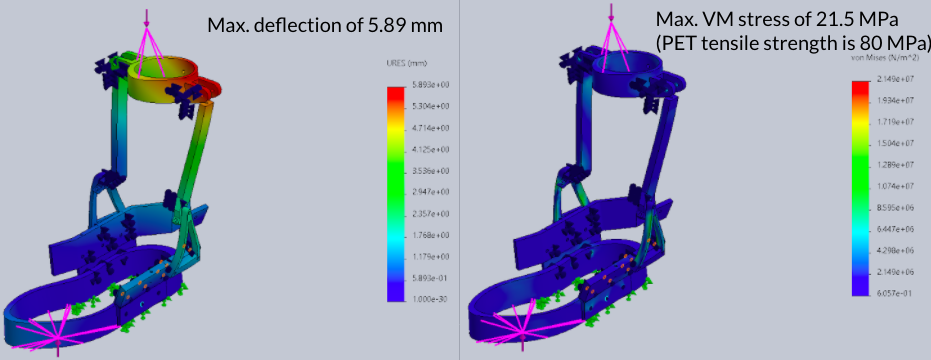 Max. deflection of 5.89 mm
URES (mm)
5.893e+00
5.304e+00
4.714e+00
4.125e+00
3.536e+00
2.947e+00
2.357e+00
1.768e+00
1.179e+00
5.893e-01
1.000e-30
Max. VM stress of 21.5 MPa
(PET tensile strength is 80 MPa)
von Mises (N/m^2)
2.149e+07
1.934e+07
1.719e+07
1.504e+07
1.289e+07
1.074e+07
8.595e+06
6.447e+06
4.298e+06
2.149e+06
6.057e-01